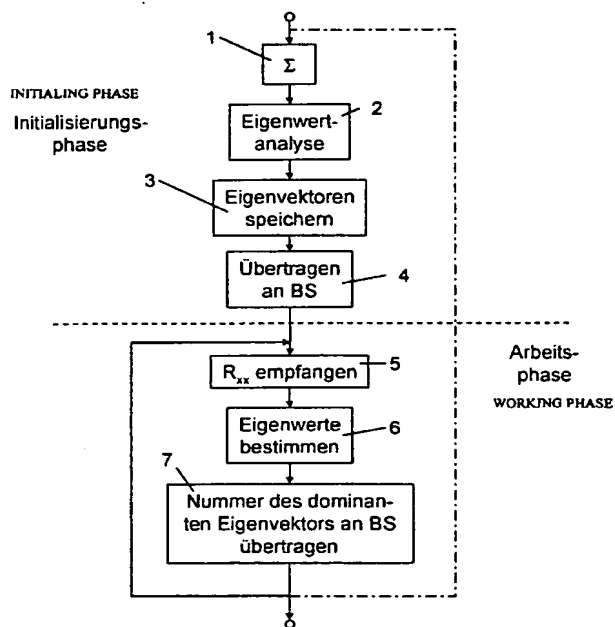 1
Σ
INITIALING PHASE
Initialisierungs-
phase
2
Eigenwert-
analyse
3
Eigenvektoren
speichern
Übertragen
an BS
4
Rxx empfangen
5
Arbeits-
phase
WORKING PHASE
Eigenwerte
bestimmen
6
7
Nummer des dominan-
ten Eigenvektors an BS
übertragen